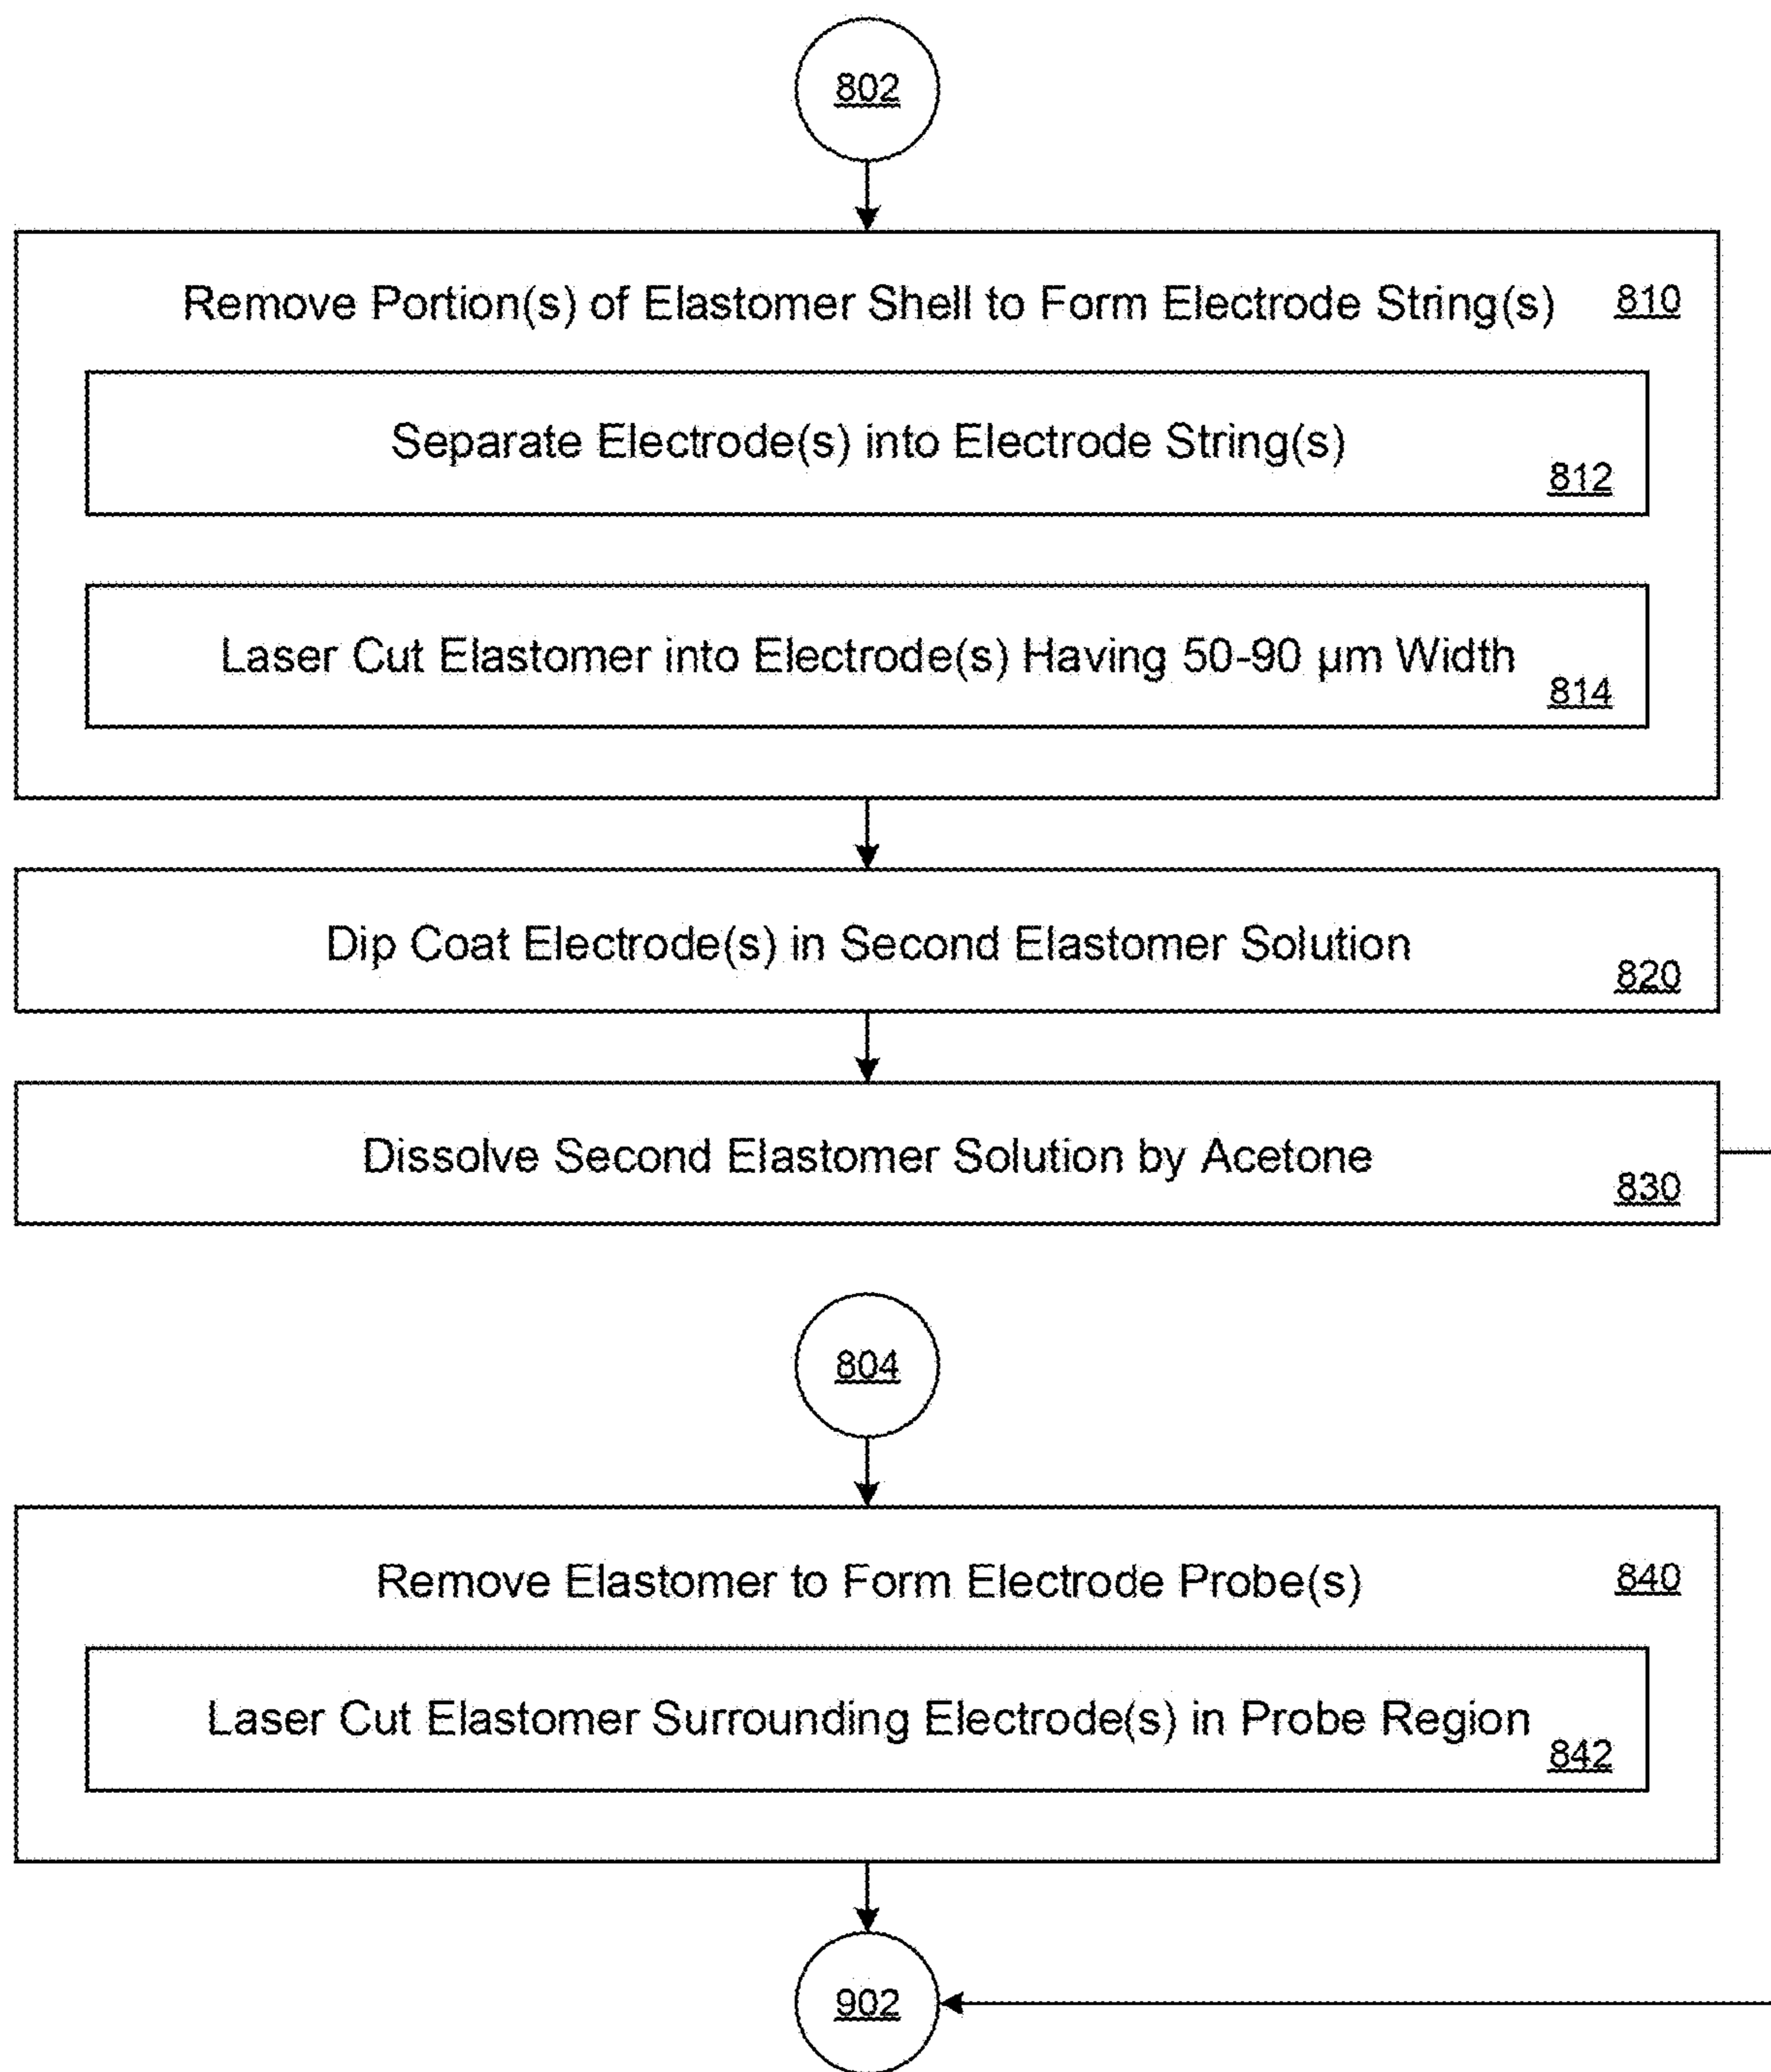 802
Remove Portion(s) of Elastomer Shell to Form Electrode String(s) 810
Separate Electrode(s) into Electrode String(s)
812
Laser Cut Elastomer into Electrode(s) Having 50-90 µm Width
814
Dip Coat Electrode(s) in Second Elastomer Solution
820
Dissolve Second Elastomer Solution by Acetone
830
804
Remove Elastomer to Form Electrode Probe(s) 840
Laser Cut Elastomer Surrounding Electrode(s) in Probe Region
842
902